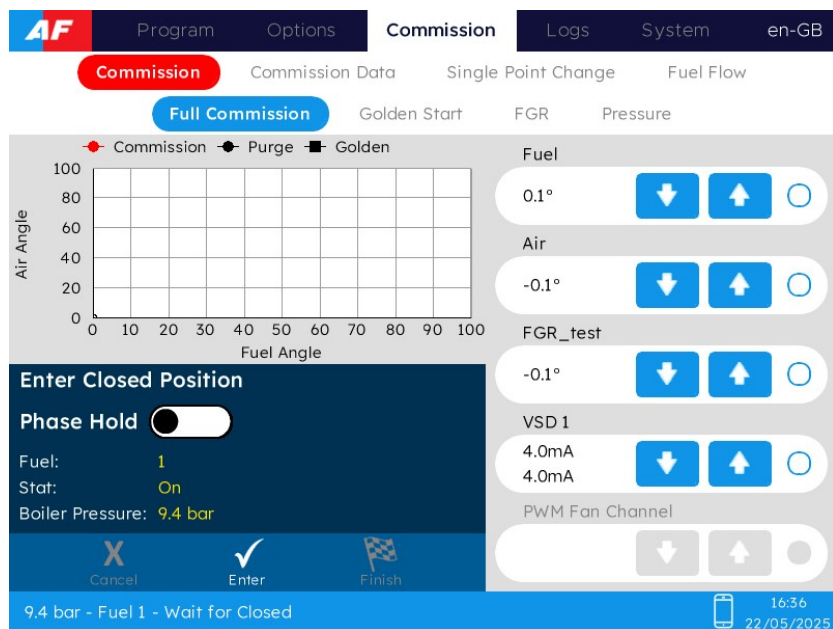 AF Program Options Commission Logs System en-GB
Commission Commission Data Single Point Change Fuel Flow
Full Commission Golden Start FGR Pressure
Commission Purge Golden
100
80
60
40
20
0
Air Angle
0 10 20 30 40 50 60 70 80 90 100
Fuel Angle
Fuel
0.1°
Air
-0.1°
FGR_test
-0.1°
VSD 1
4.0mA
4.0mA
PWM Fan Channel
Enter Closed Position
Phase Hold
Fuel: 1
Stat: On
Boiler Pressure: 9.4 bar
X
Cancel Enter Finish
9.4 bar - Fuel 1 - Wait for Closed
16:36
22/05/2025